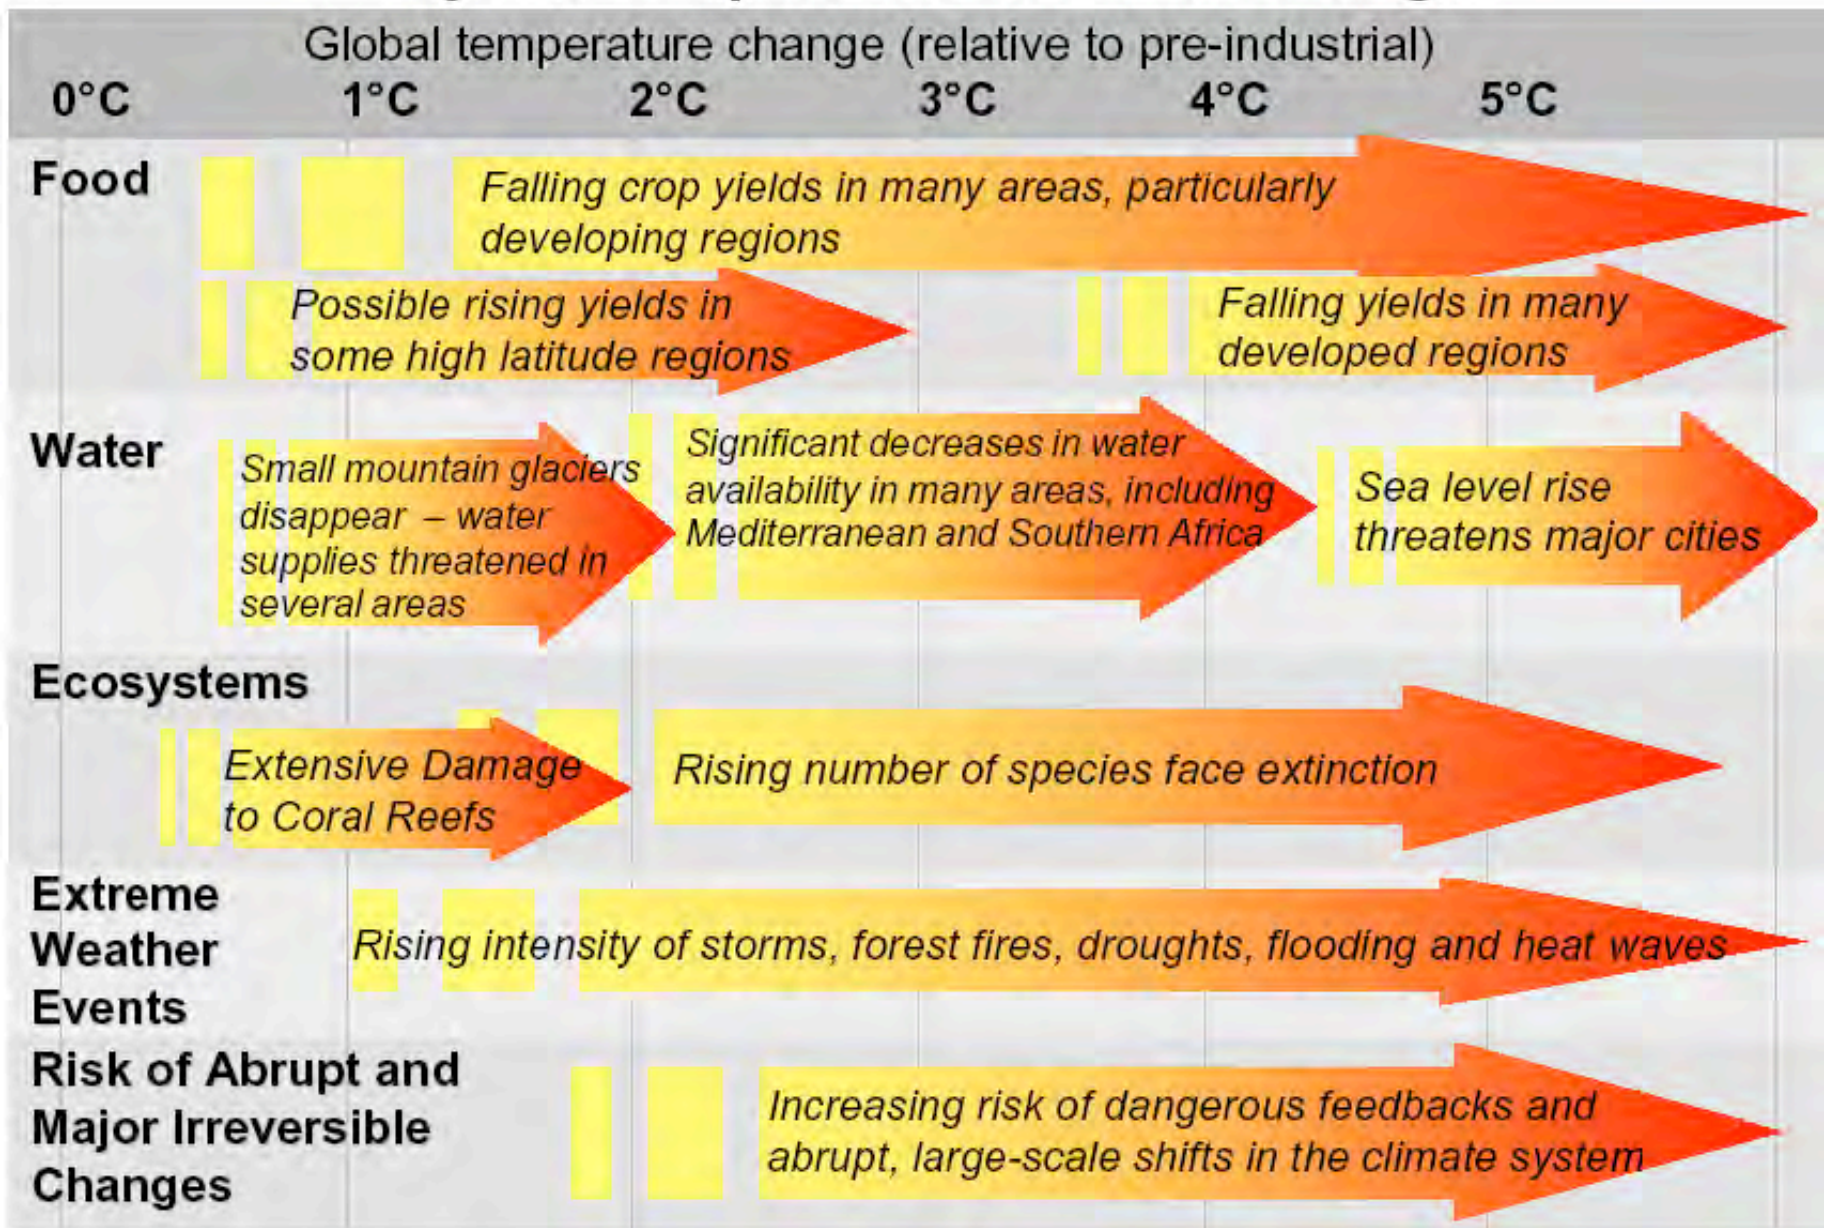 Global temperature change (relative to pre-industrial)
0°C 1°C 2°C 3°C 4°C 5°C
Food
Falling crop yields in many areas, particularly
developing regions
Possible rising yields in
some high latitude regions
Falling yields in many
developed regions
Water
Small mountain glaciers
disappear – water
supplies threatened in
several areas
Significant decreases in water
availability in many areas, including
Mediterranean and Southern Africa
Sea level rise
threatens major cities
Ecosystems
Extensive Damage
to Coral Reefs
Rising number of species face extinction
Extreme
Weather
Events
Rising intensity of storms, forest fires, droughts, flooding and heat waves
Risk of Abrupt and
Major Irreversible
Changes
Increasing risk of dangerous feedbacks and
abrupt, large-scale shifts in the climate system